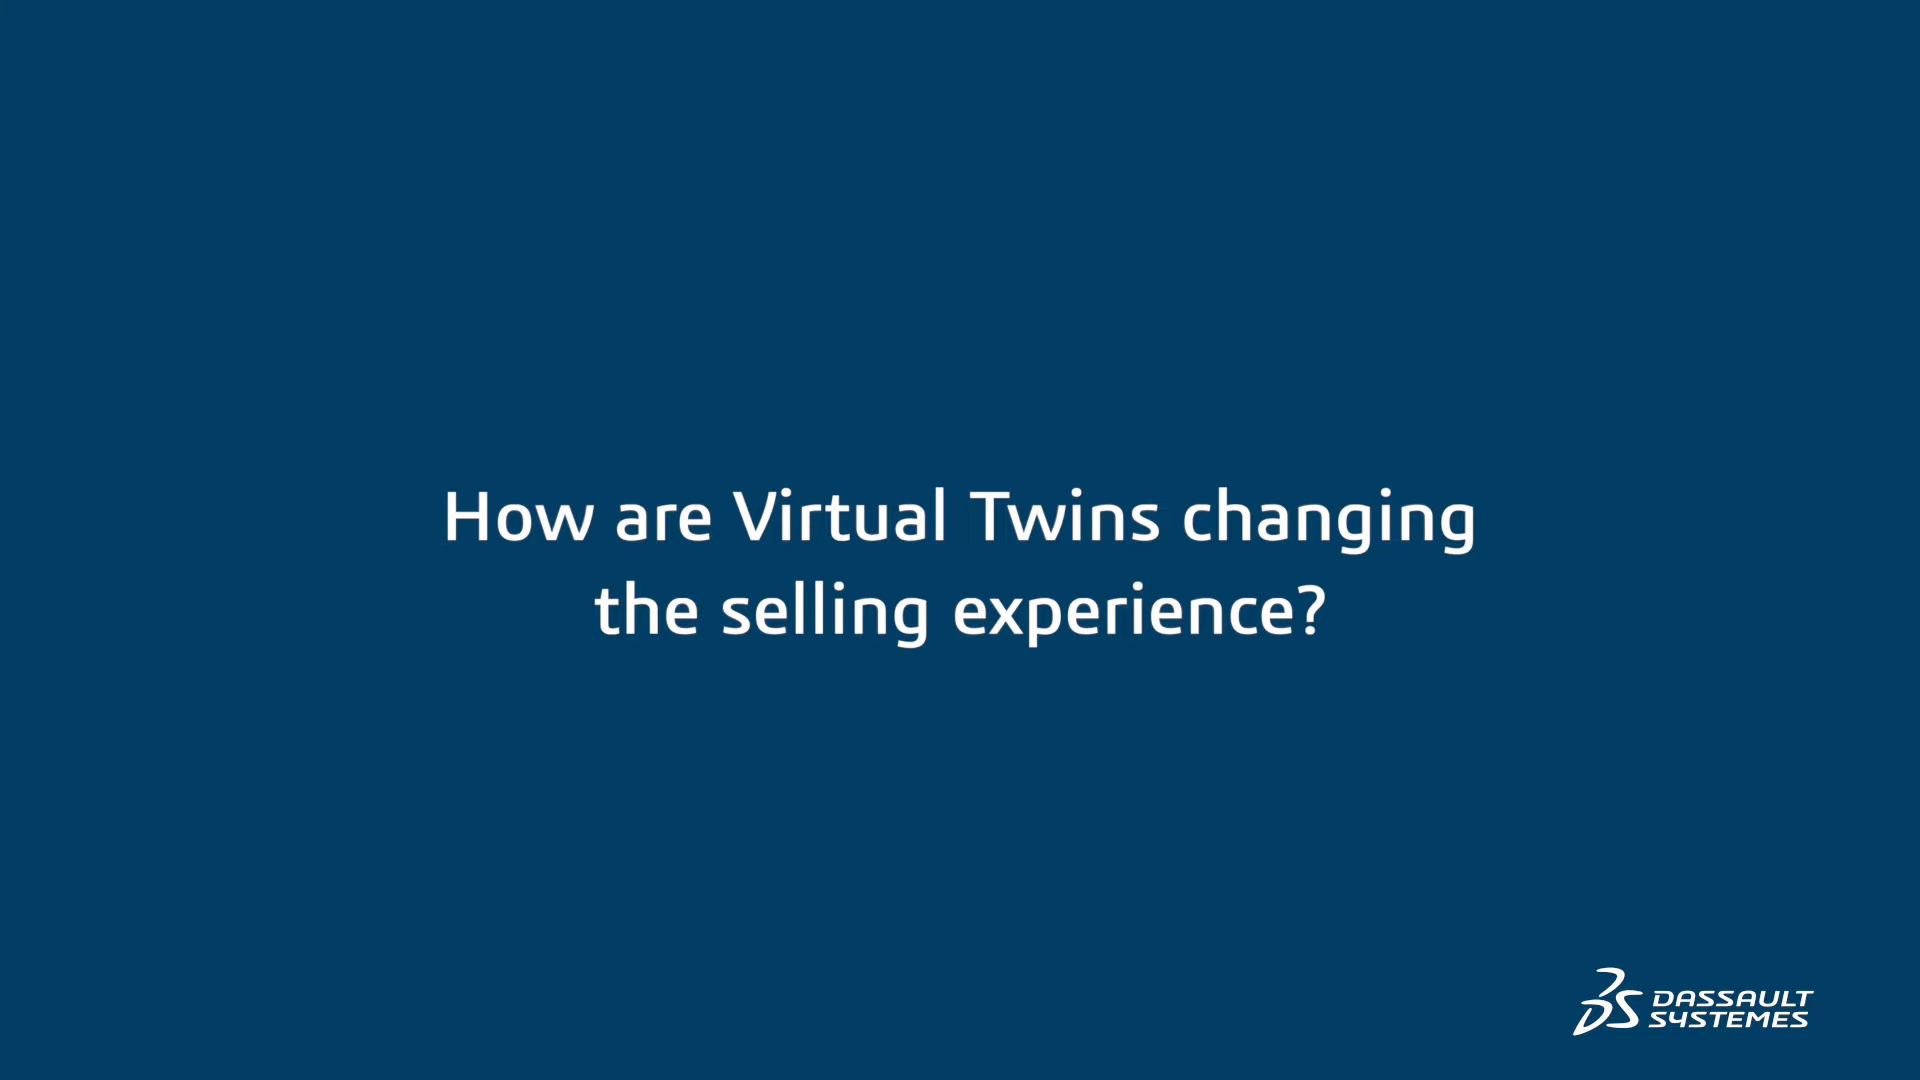 How are Virtual Twins changing
the selling experience?
DASSAULT
SYSTEMES